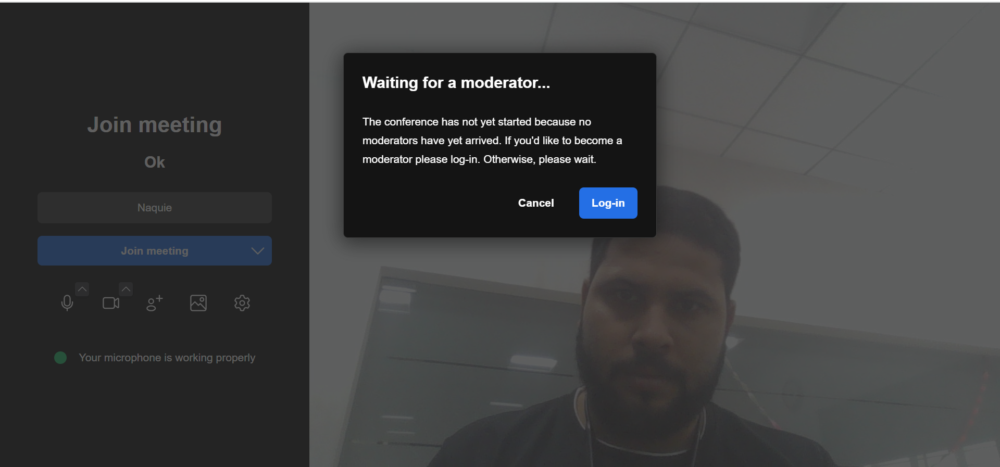 Join meeting
Ok
Naquie
Join meeting
Your microphone is working properly
Waiting for a moderator...
The conference has not yet started because no
moderators have yet arrived. If you'd like to become a
moderator please log-in. Otherwise, please wait.
Cancel
Log-in